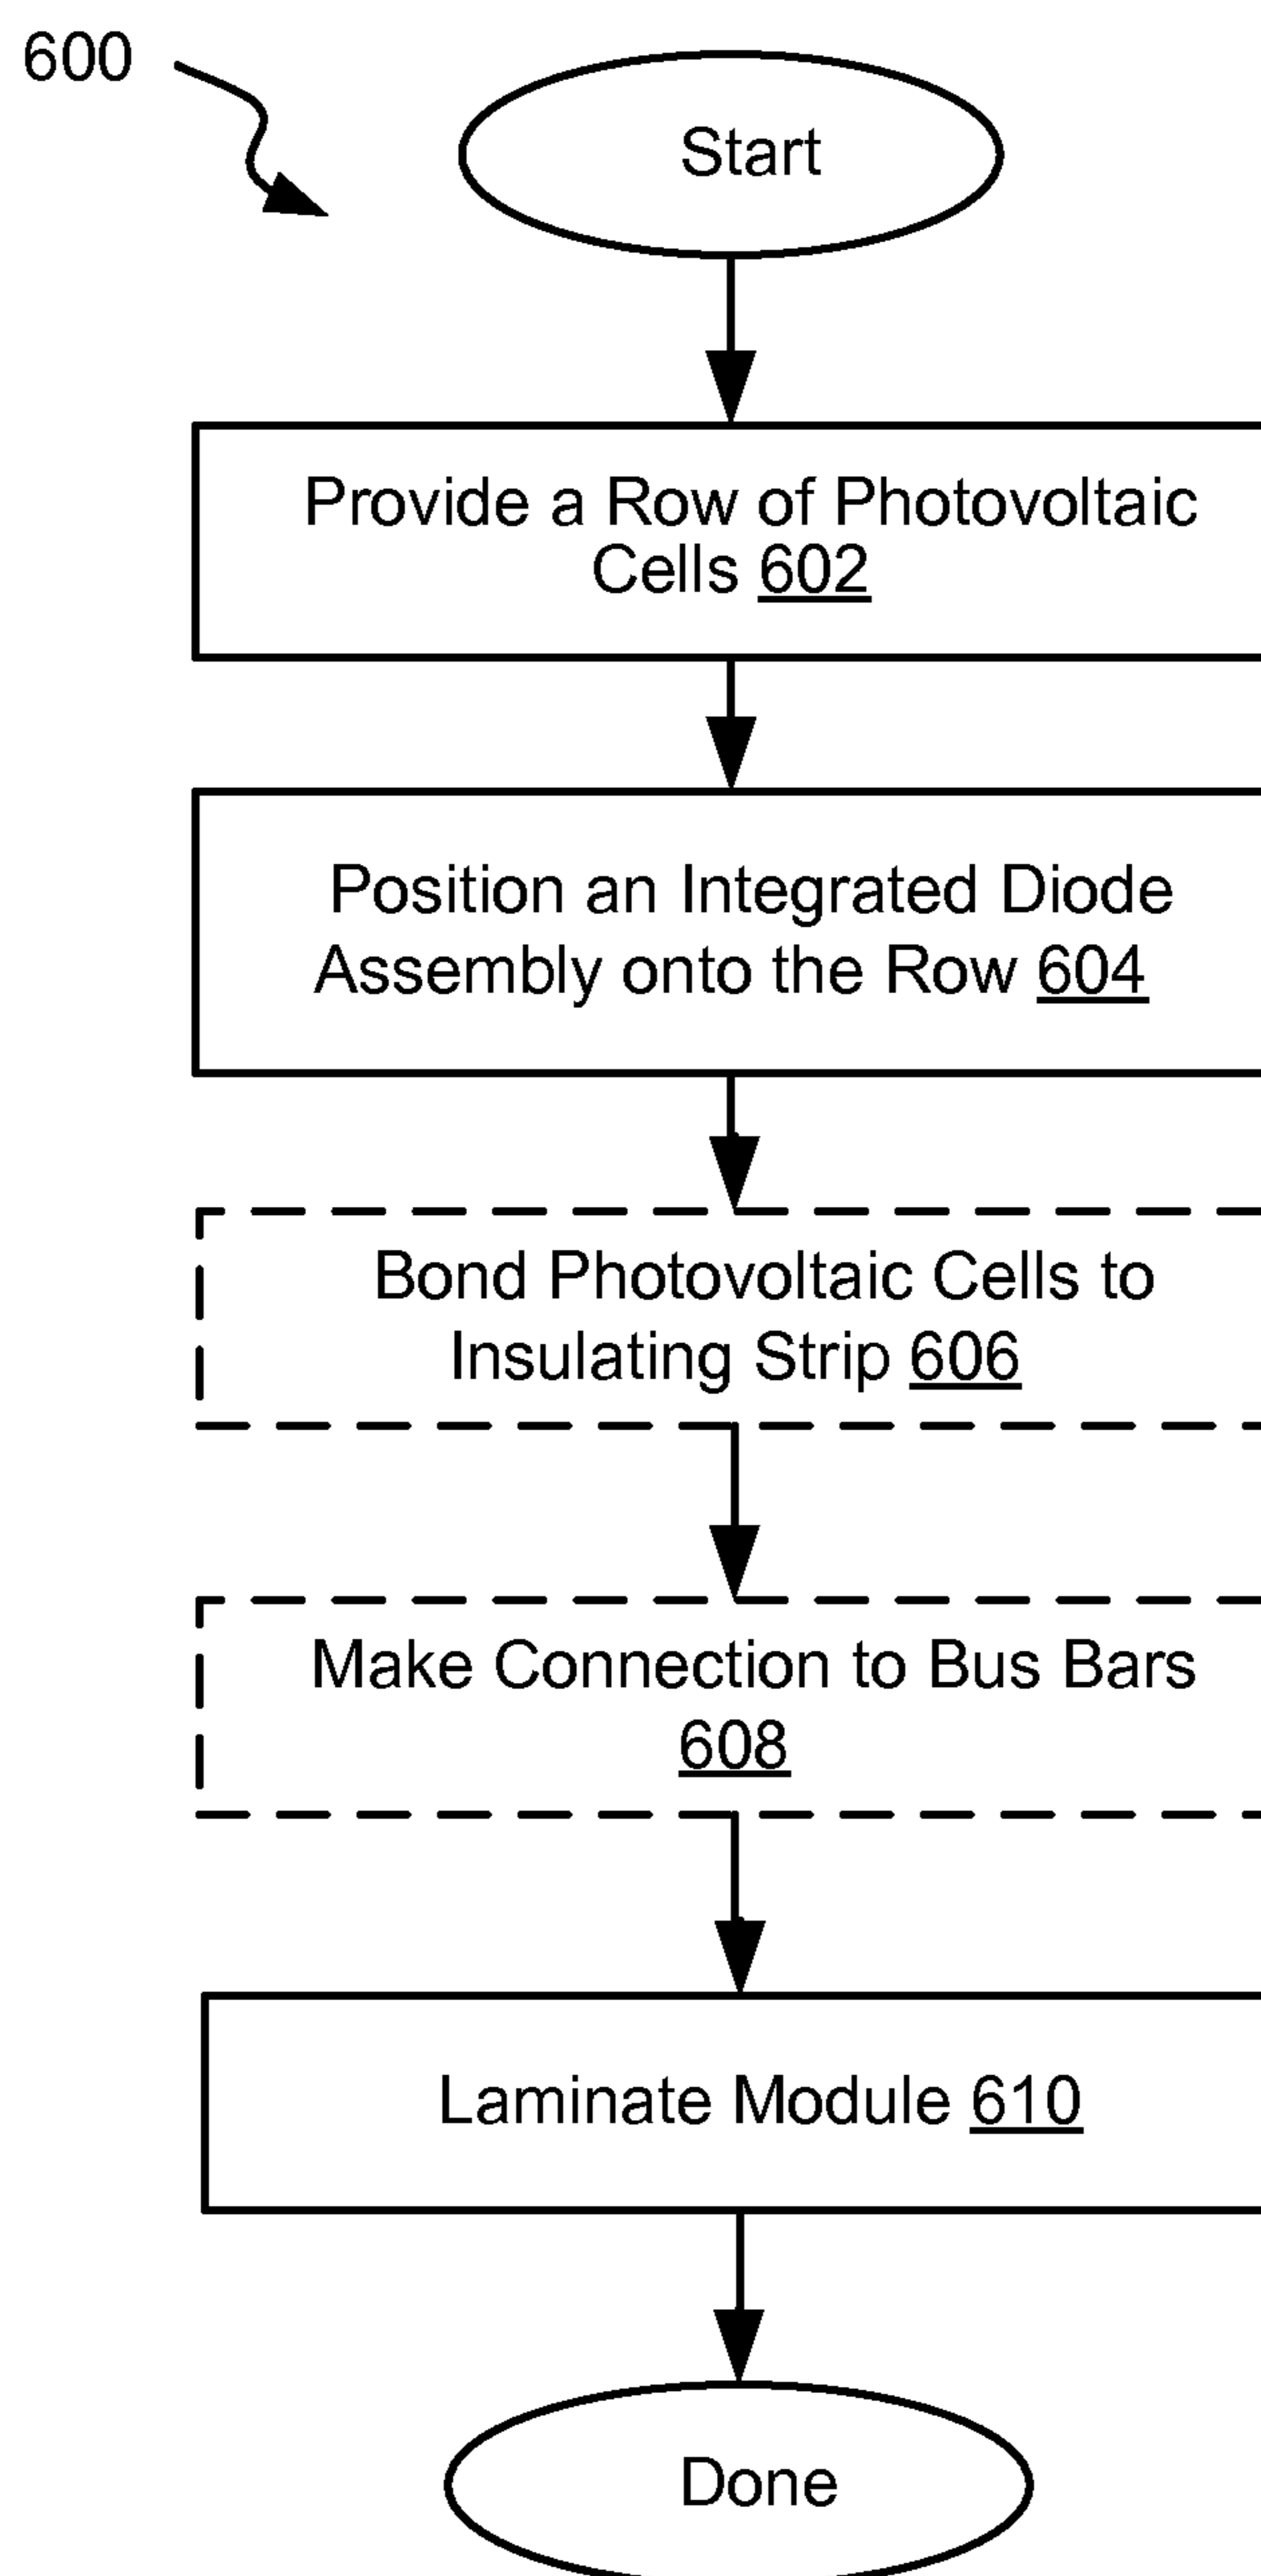 600
Start
Provide a Row of Photovoltaic
Cells 602
Position an Integrated Diode
Assembly onto the Row 604
Bond Photovoltaic Cells to
Insulating Strip 606
Make Connection to Bus Bars
608
Laminate Module 610
Done